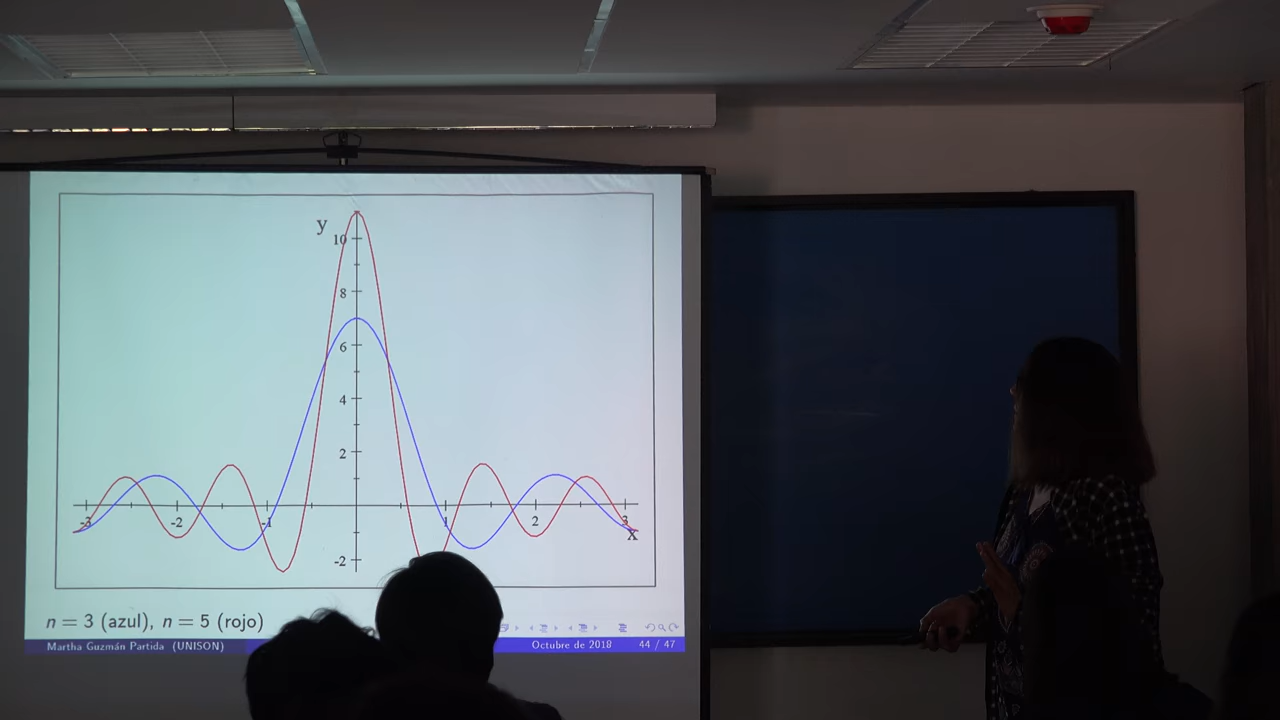 y
10
8
6
4
2
-3 -2 -1 1 2 3
x
-2
n = 3 (azul), n = 5 (rojo)
Martha Guzmán Partida (UNISON) Octubre de 2018 44 / 47